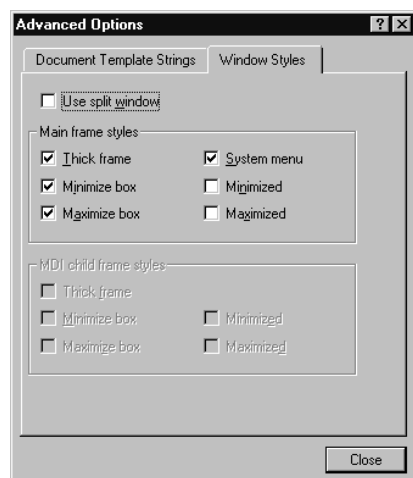 Advanced Options ? ×
Document Template Strings Window Styles
Use split window
Main frame styles
Thick frame System menu
Minimize box Minimized
Maximize box Maximized
MDI child frame styles
Thick frame
Minimize box Minimized
Maximize box Maximized
Close